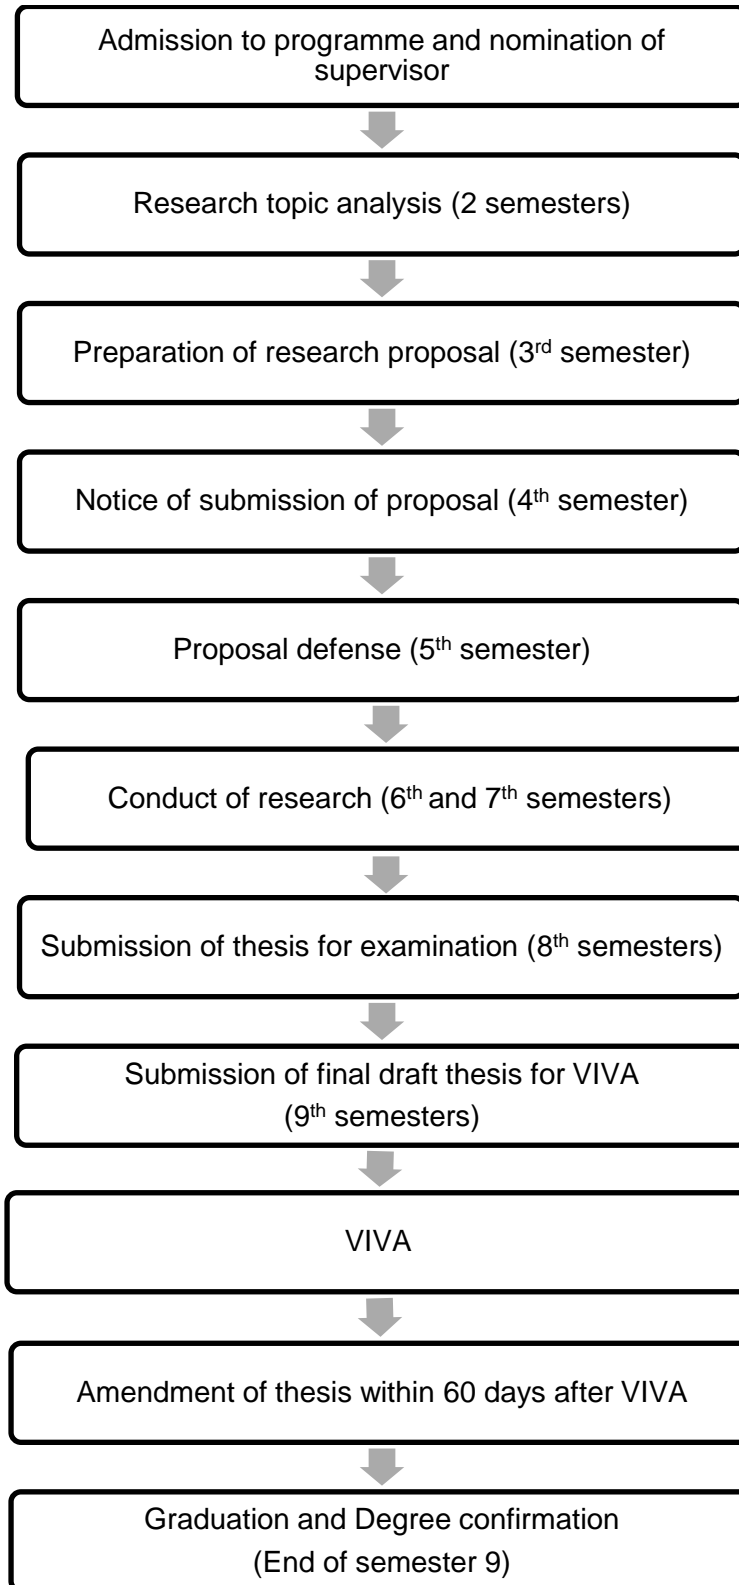 Admission to programme and nomination of
supervisor
Research topic analysis (2 semesters)
Preparation of research proposal (3rd semester)
Notice of submission of proposal (4th semester)
Proposal defense (5th semester)
Conduct of research (6th and 7th semesters)
Submission of thesis for examination (8th semesters)
Submission of final draft thesis for VIVA
(9th semesters)
VIVA
Amendment of thesis within 60 days after VIVA
Graduation and Degree confirmation
(End of semester 9)